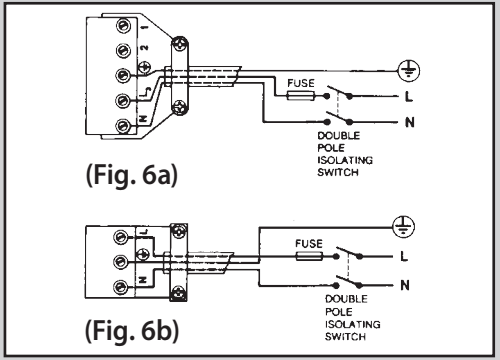 1
2
L
N
FUSE
L
N
DOUBLE
POLE
ISOLATING
SWITCH
(Fig. 6a)
L
N
FUSE
L
N
DOUBLE
POLE
ISOLATING
SWITCH
(Fig. 6b)